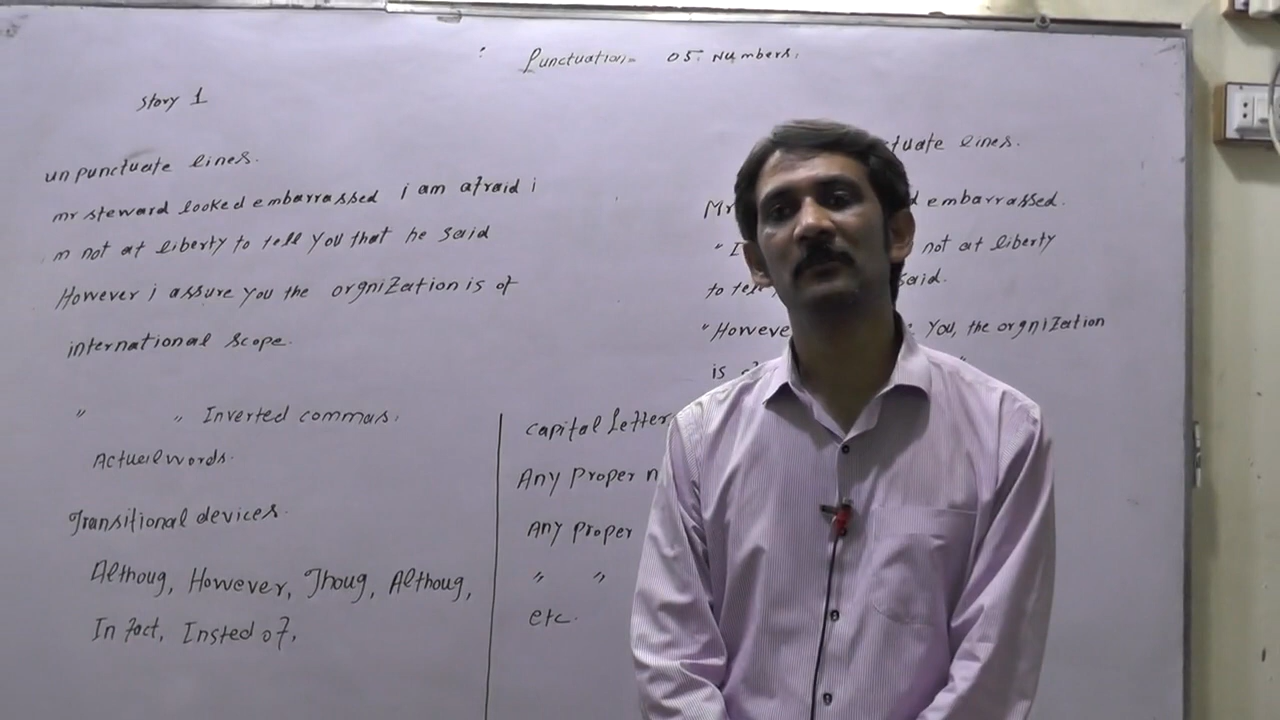 Punctuation= 05 Numbers.
Story 1
unpunctuate lines.
mr steward looked embarrassed i am afraid i
m not at liberty to tell you that he said
However i assure you the orgnization is of
international scope.
" " Inverted commas.
Actueil words.
Transitional devices.
Althoug, However, Thoug, Althoug,
In fact, Insted of,
ctuate lines.
Mr d embarrassed.
"I not at liberty
to tell said.
"Howeve you, the orgnization
is
Capital letter
Any proper n
Any proper
" "
etc.